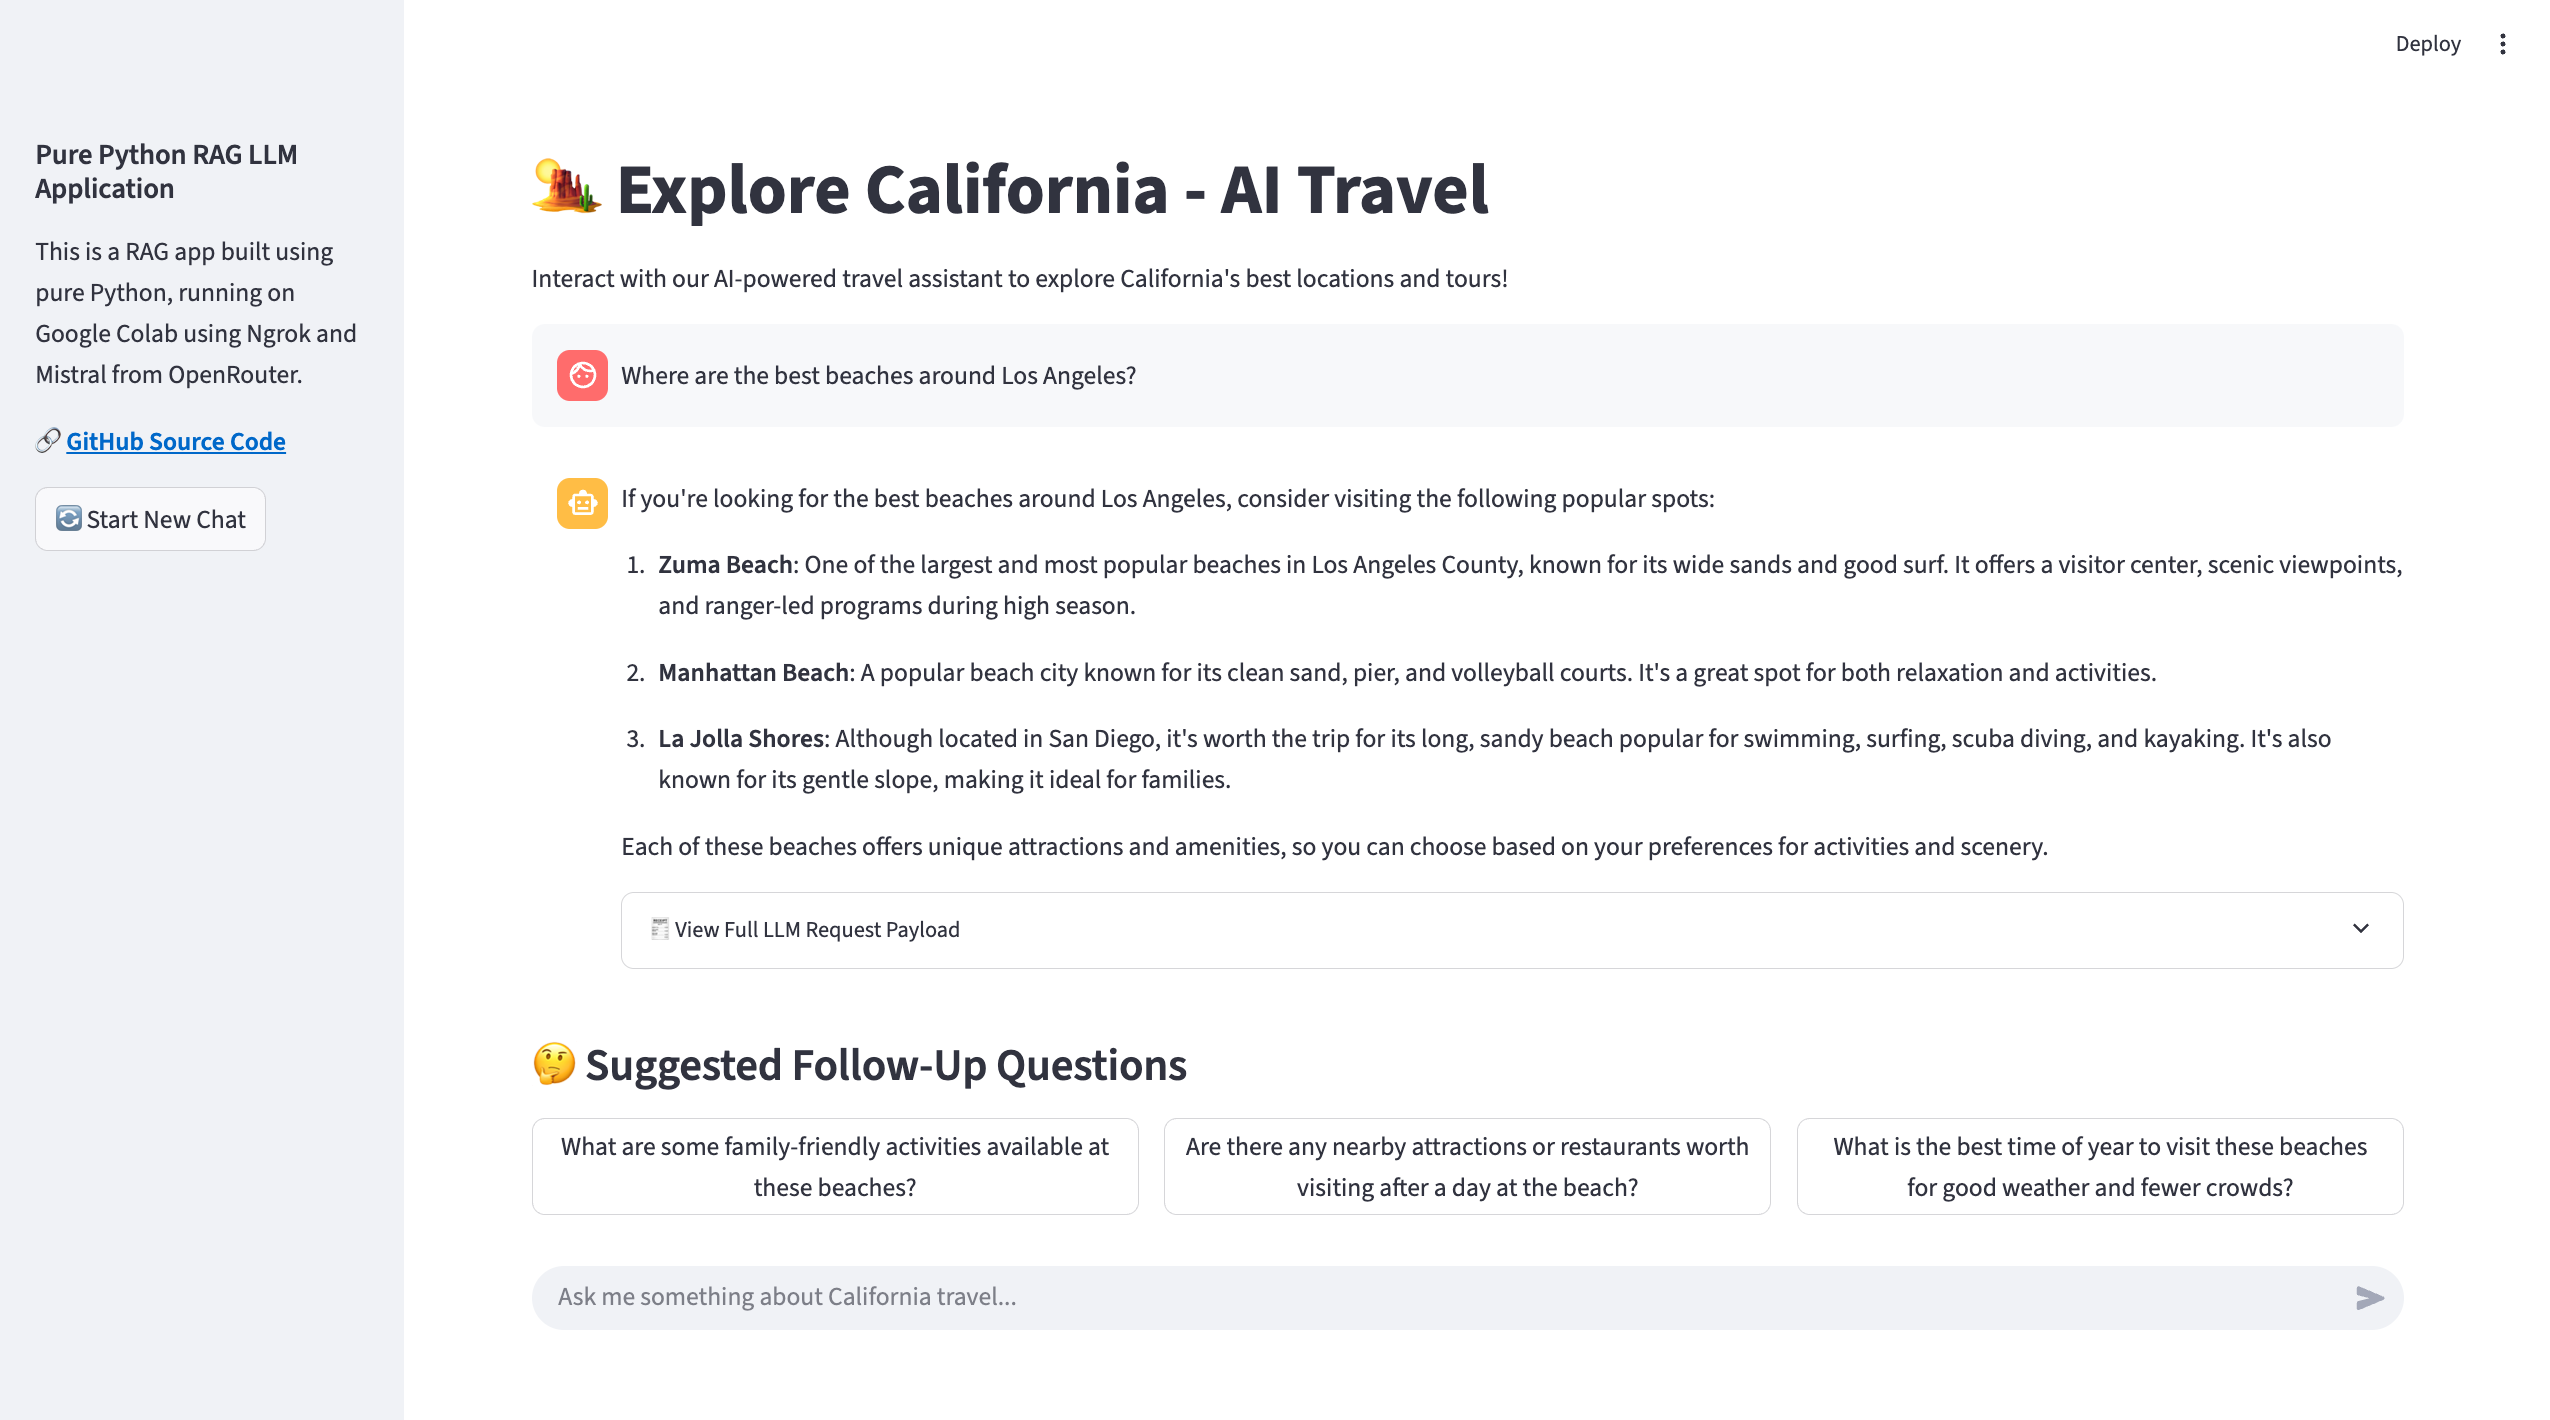 Deploy
Pure Python RAG LLM
Application
This is a RAG app built using
pure Python, running on
Google Colab using Ngrok and
Mistral from OpenRouter.
GitHub Source Code
Start New Chat
Explore California - AI Travel
Interact with our AI-powered travel assistant to explore California's best locations and tours!
Where are the best beaches around Los Angeles?
If you're looking for the best beaches around Los Angeles, consider visiting the following popular spots:
1. Zuma Beach: One of the largest and most popular beaches in Los Angeles County, known for its wide sands and good surf. It offers a visitor center, scenic viewpoints,
and ranger-led programs during high season.
2. Manhattan Beach: A popular beach city known for its clean sand, pier, and volleyball courts. It's a great spot for both relaxation and activities.
3. La Jolla Shores: Although located in San Diego, it's worth the trip for its long, sandy beach popular for swimming, surfing, scuba diving, and kayaking. It's also
known for its gentle slope, making it ideal for families.
Each of these beaches offers unique attractions and amenities, so you can choose based on your preferences for activities and scenery.
View Full LLM Request Payload
Suggested Follow-Up Questions
What are some family-friendly activities available at
these beaches?
Are there any nearby attractions or restaurants worth
visiting after a day at the beach?
What is the best time of year to visit these beaches
for good weather and fewer crowds?
Ask me something about California travel...